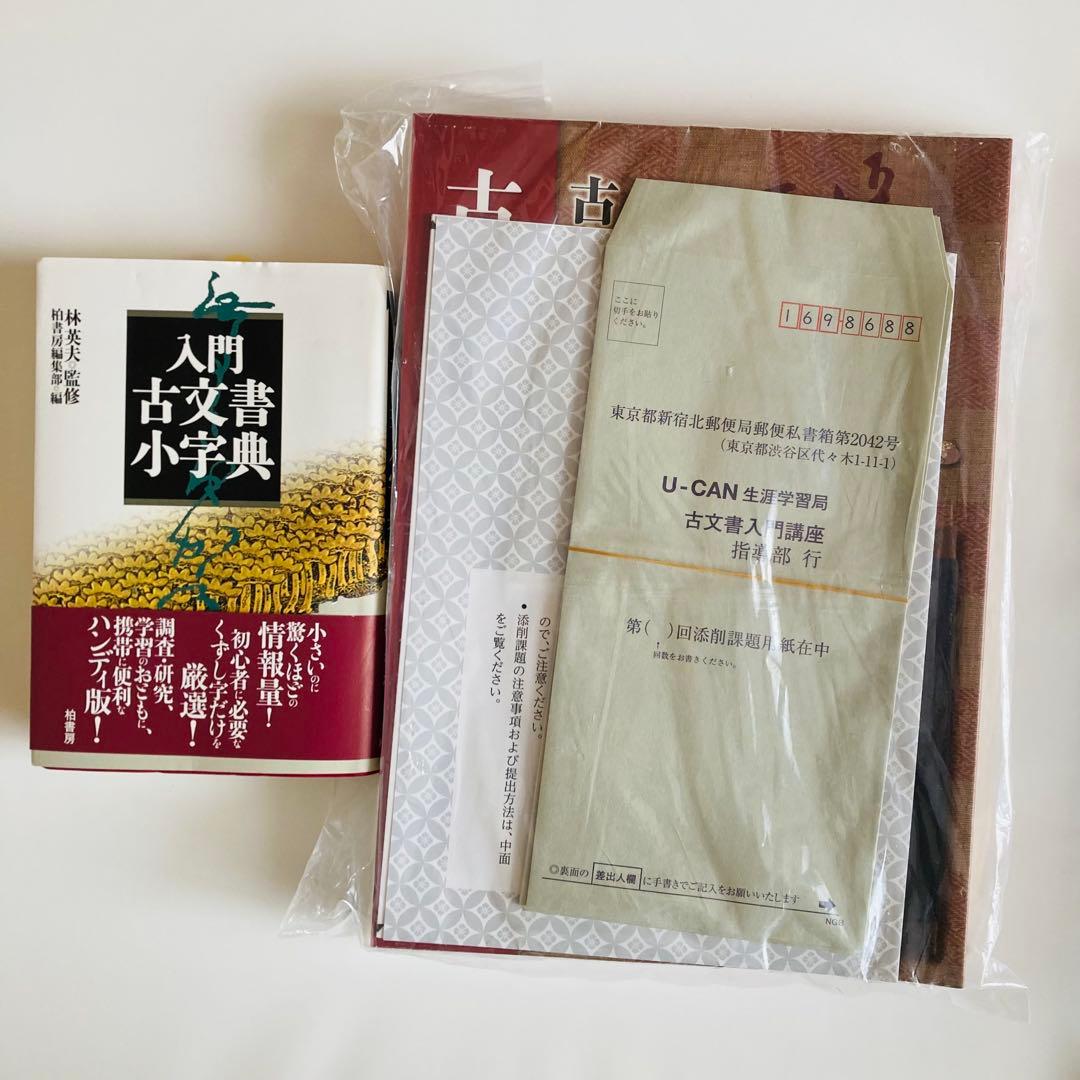 林 英夫◎監修
柏書房編集部◎編
入門
古文書
小字典
小さいのに
驚くほどの
情報量！
初心者に必要な
くずし字だけを
厳選！
調査・研究、
学習のおともに、
携帯に便利な
ハンディ版！
柏書房
古
古
ので、ご注意ください。
● 添削課題の注意事項および提出方法は、中面
をご覧ください。
ここに
切手をお貼り
ください。
1698688
東京都新宿北郵便局郵便私書箱第2042号
（東京都渋谷区代々木1-11-1）
U-CAN 生涯学習局
古文書入門講座
指導部 行
第（ ）回添削課題用紙在中
回数をお書きください。
◎裏面の 差出人欄 に手書きでご記入をお願いいたします
NGB